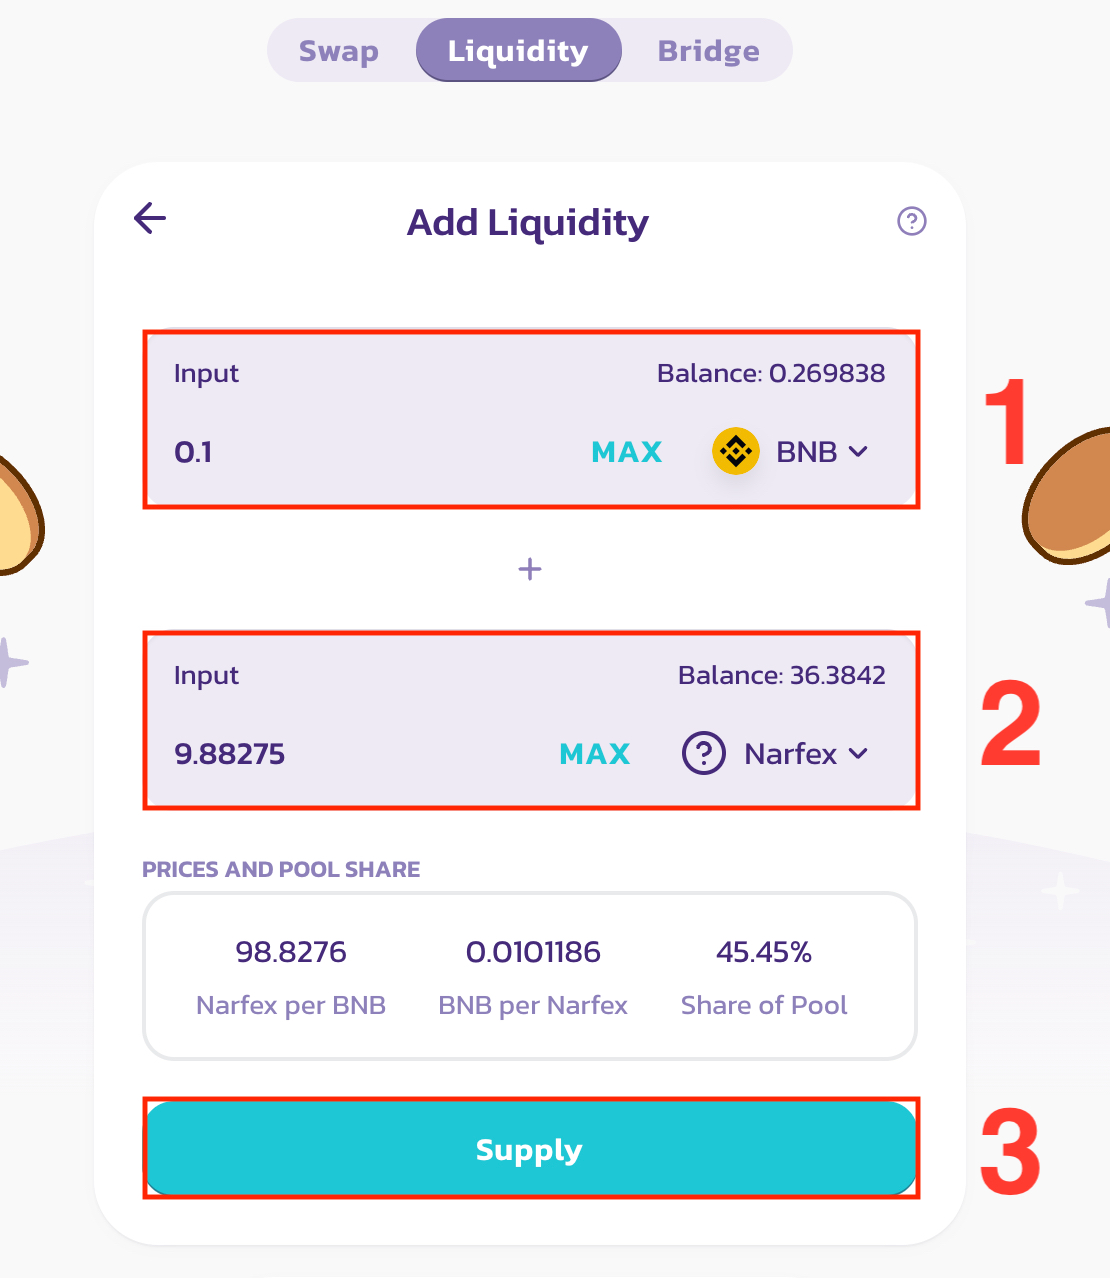 Swap Liquidity Bridge
Add Liquidity
Input Balance: 0.269838
0.1 MAX BNB
1
+
Input Balance: 36.3842
9.88275 MAX Narfex
2
PRICES AND POOL SHARE
98.8276 0.0101186 45.45%
Narfex per BNB BNB per Narfex Share of Pool
Supply
3